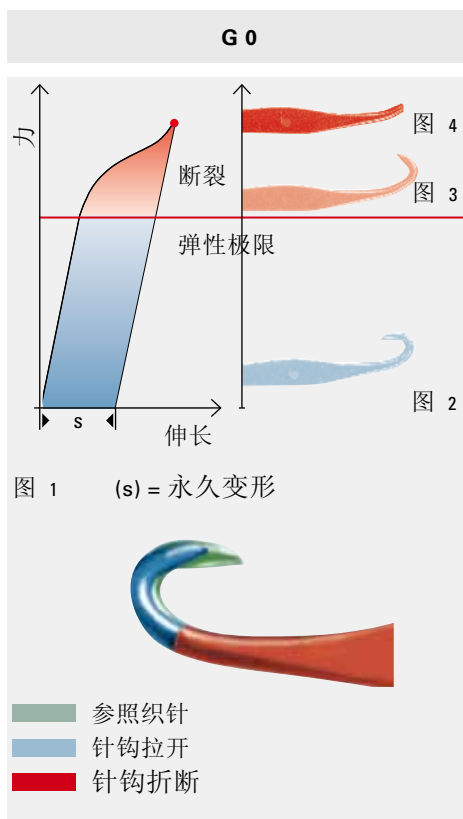 G 0
力
图 4
断裂
图 3
弹性极限
图 2
s
伸长
图 1 (s) = 永久变形
参照织针
针钩拉开
针钩折断